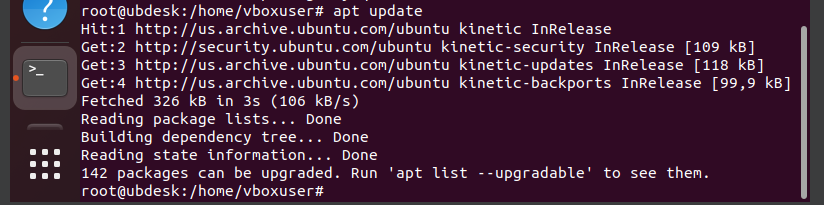 root@ubdesk:/home/vboxuser# apt update
Hit:1 http://us.archive.ubuntu.com/ubuntu kinetic InRelease
Get:2 http://security.ubuntu.com/ubuntu kinetic-security InRelease [109 kB]
Get:3 http://us.archive.ubuntu.com/ubuntu kinetic-updates InRelease [118 kB]
Get:4 http://us.archive.ubuntu.com/ubuntu kinetic-backports InRelease [99,9 kB]
Fetched 326 kB in 3s (106 kB/s)
Reading package lists... Done
Building dependency tree... Done
Reading state information... Done
142 packages can be upgraded. Run 'apt list --upgradable' to see them.
root@ubdesk:/home/vboxuser#